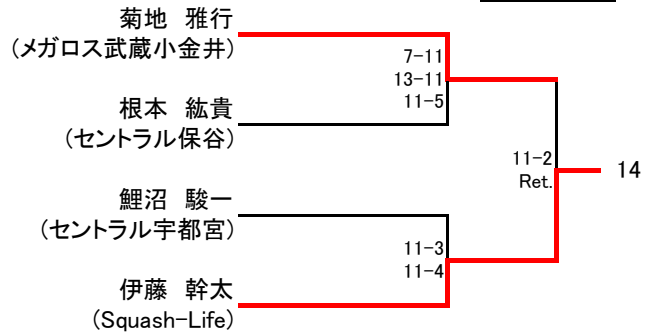 菊地 雅行
(メガロス武蔵小金井)
7-11
13-11
11-5
根本 紘貴
(セントラル保谷)
11-2
Ret.
14
鯉沼 駿一
(セントラル宇都宮)
11-3
11-4
伊藤 幹太
(Squash-Life)